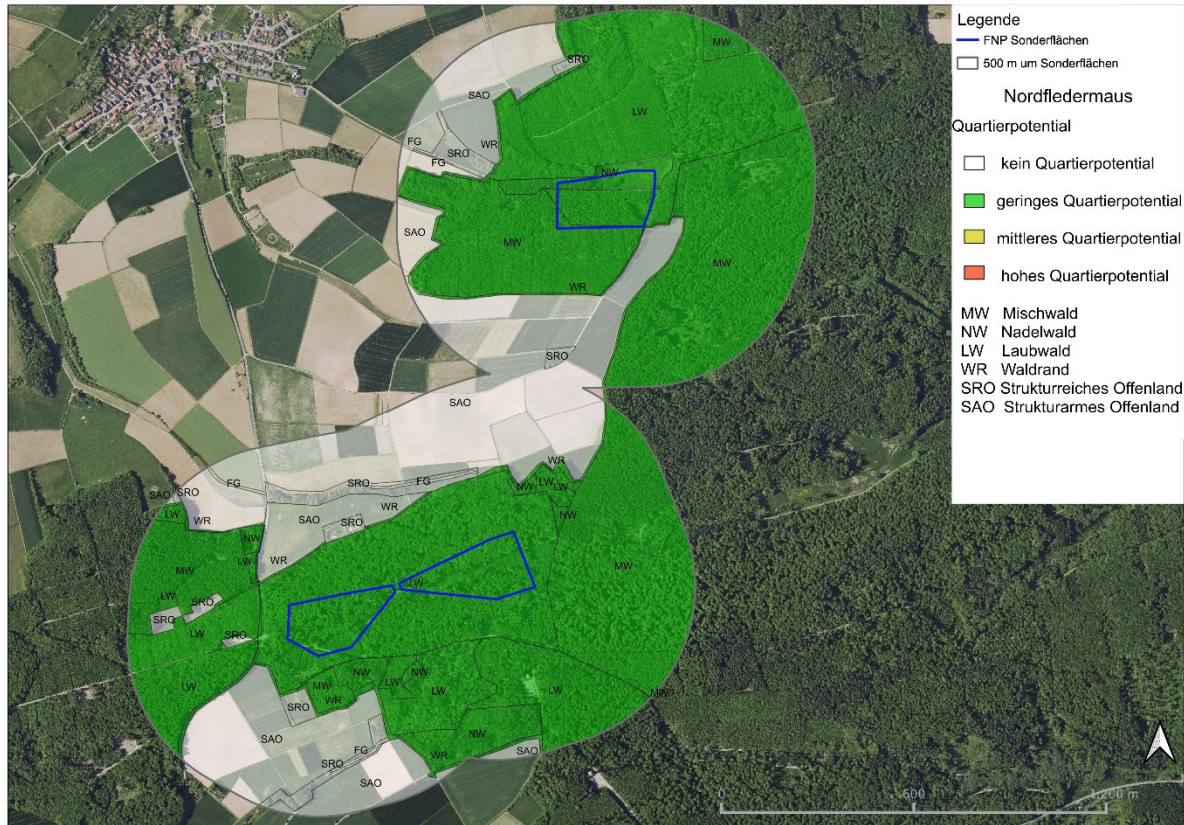 Legende
FNP Sonderflächen
500 m um Sonderflächen
Nordfledermaus
Quartierpotential
kein Quartierpotential
geringes Quartierpotential
mittleres Quartierpotential
hohes Quartierpotential
MW Mischwald
NW Nadelwald
LW Laubwald
WR Waldrand
SRO Strukturreiches Offenland
SAO Strukturarmes Offenland
MW
SRO
SAO
LW
FG
SRO
WR
FG
NW
SAO
MW
MW
WR
SRO
SAO
WR
SRO
FG
NW
LW
LW
SAO
SRO
FG
WR
NW
LW
WR
SAO
SRO
NW
WR
LW
MW
LW
MW
LW
SRO
SRO
LW
SRO
LW
MW
NW
LW
NW
LW
LW
MW
WR
SRO
SAO
NW
FG
WR
SAO
SRO
SAO
0
600
1.200 m